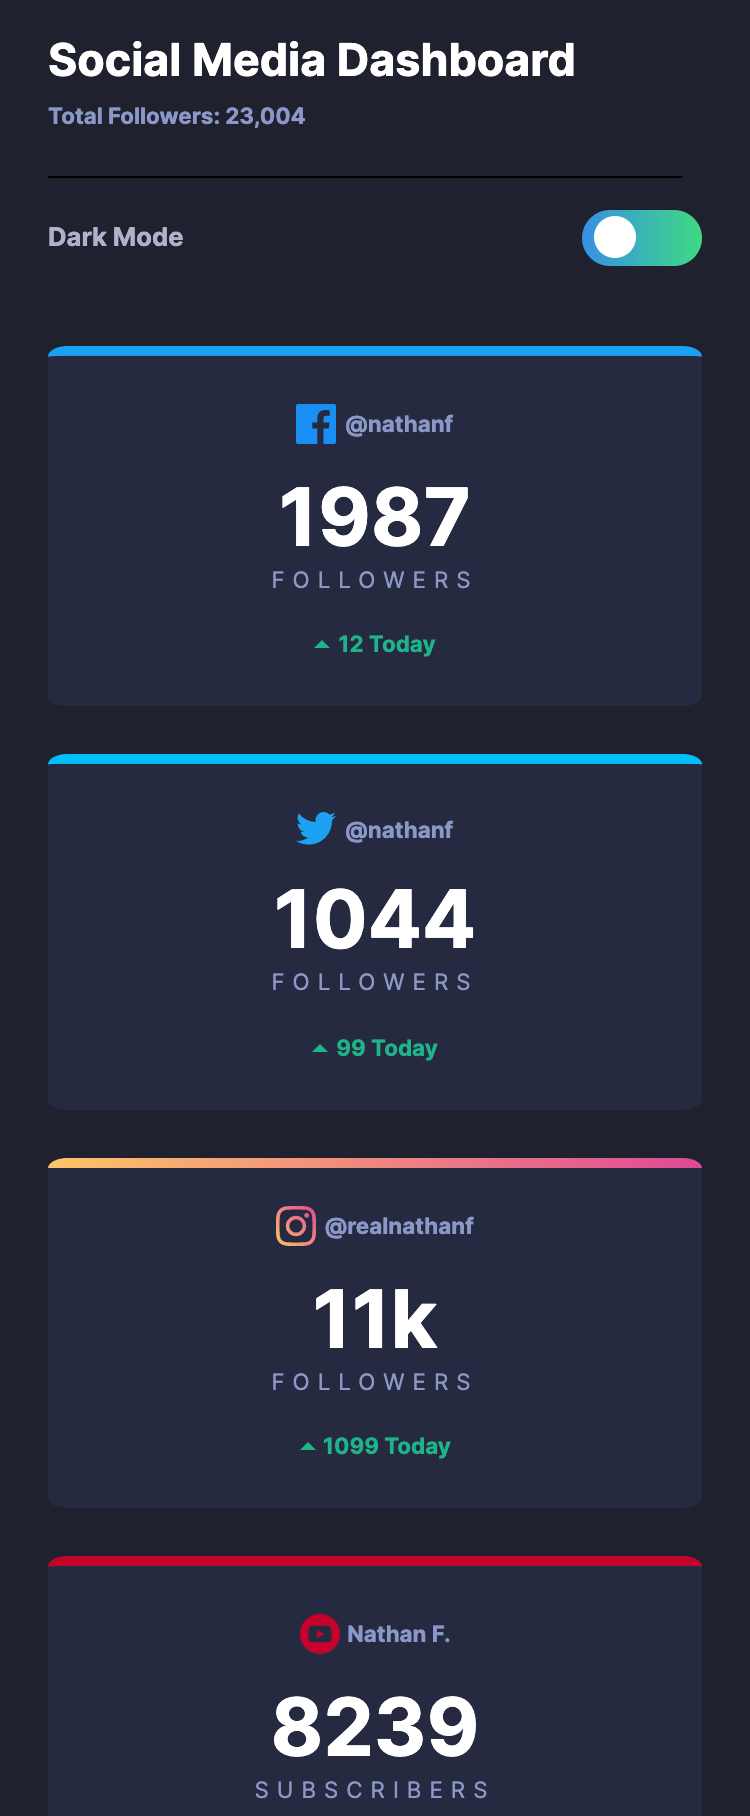 Social Media Dashboard
Total Followers: 23,004
Dark Mode
@nathanf
1987
FOLLOWERS
12 Today
@nathanf
1044
FOLLOWERS
99 Today
@realnathanf
11k
FOLLOWERS
1099 Today
Nathan F.
8239
SUBSCRIBERS